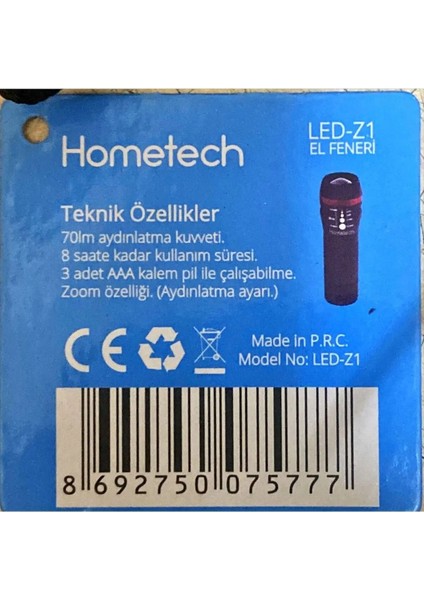 LED-Z1
EL FENERİ
Hometech
Teknik Özellikler
70lm aydınlatma kuvveti.
8 saate kadar kullanım süresi.
3 adet AAA kalem pil ile çalışabilme.
Zoom özelliği. (Aydınlatma ayarı.)
CE
Made in P.R.C.
Model No: LED-Z1
8 692750 075777